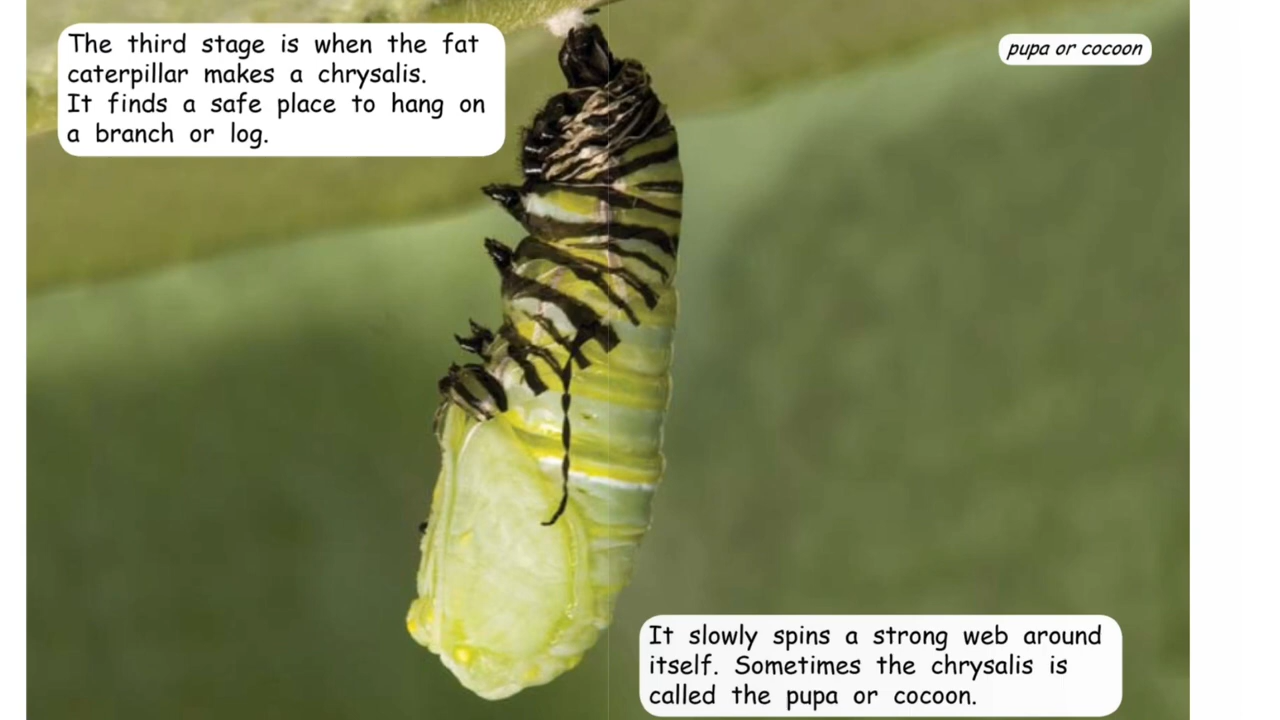 The third stage is when the fat
caterpillar makes a chrysalis.
It finds a safe place to hang on
a branch or log.
pupa or cocoon
It slowly spins a strong web around
itself. Sometimes the chrysalis is
called the pupa or cocoon.